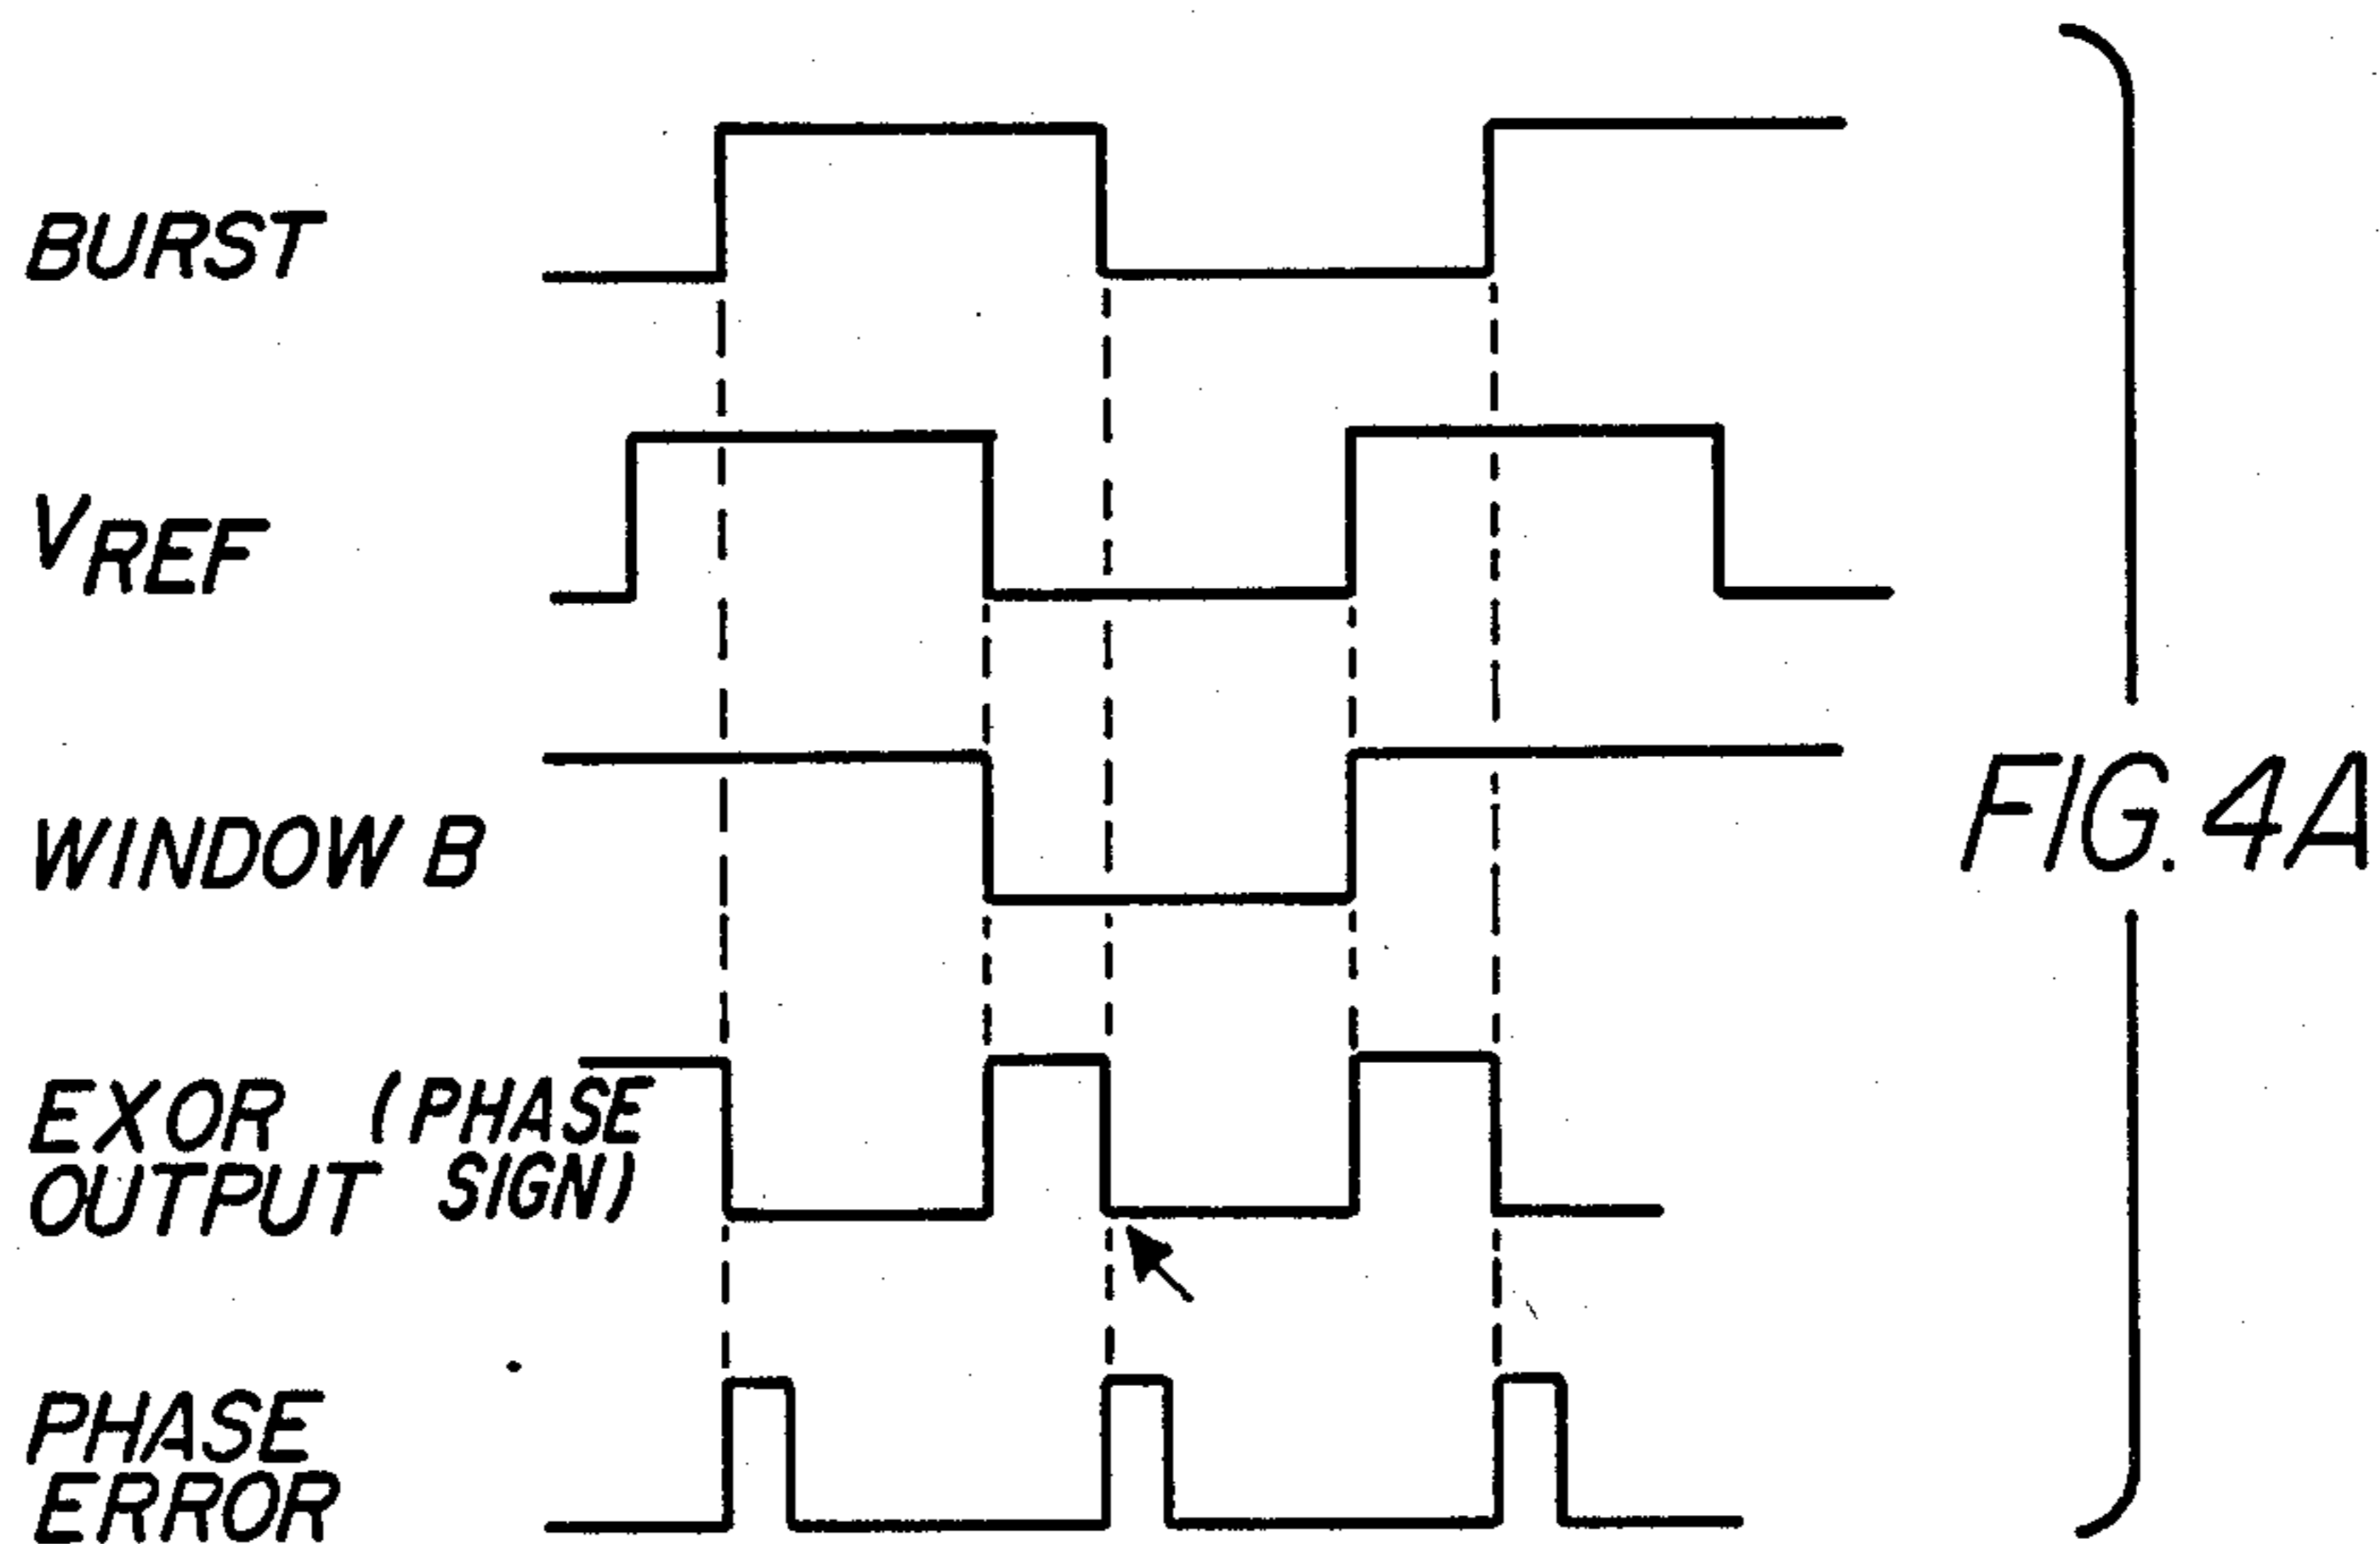 BURST
VREF
WINDOW B
EXOR (PHASE
OUTPUT SIGN)
PHASE
ERROR
FIG. 4A